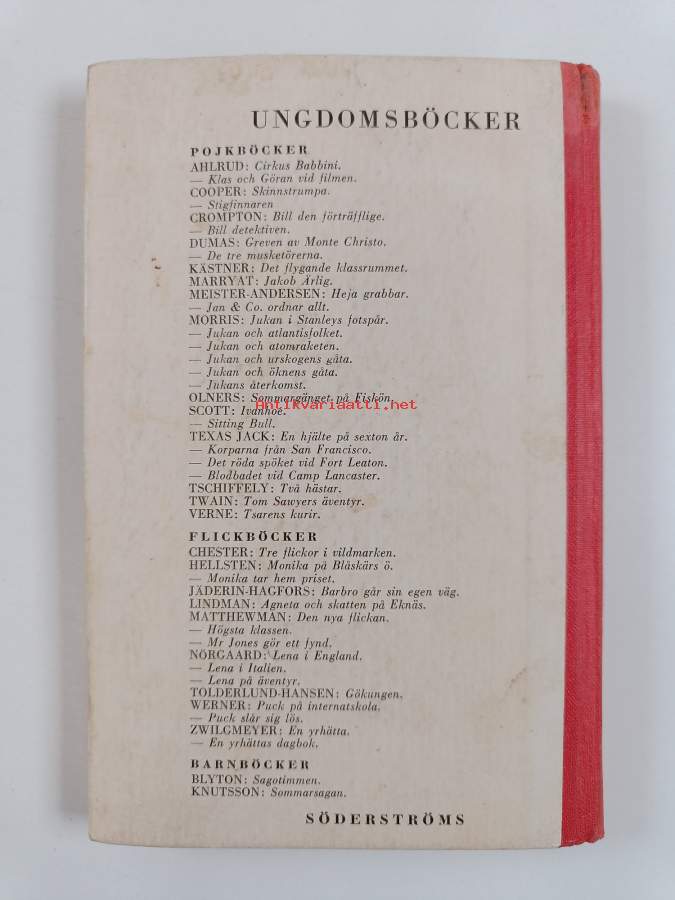 UNGDOMSBÖCKER
POJKBÖCKER
AHLRUD: Cirkus Babbini.
— Klas och Göran vid filmen.
COOPER: Skinnstrumpa.
— Stigfinnaren
CROMPTON: Bill den förträfflige.
— Bill detektiven.
DUMAS: Greven av Monte Christo.
— De tre musketörerna.
KÄSTNER: Det flygande klassrummet.
MARRYAT: Jakob Ärlig.
MEISTER-ANDERSEN: Heja grabbar.
— Jan & Co. ordnar allt.
MORRIS: Jukan i Stanleys fotspår.
— Jukan och atlantisfolket.
— Jukan och atomraketen.
— Jukan och urskogens gåta.
— Jukan och öknens gåta.
— Jukans återkomst.
OLNERS: Sommargänget på Fiskön.
Antikvariaatti.net
SCOTT: Ivanhoe.
— Sitting Bull.
TEXAS JACK: En hjälte på sexton år.
— Korparna från San Francisco.
— Det röda spöket vid Fort Leaton.
— Blodbadet vid Camp Lancaster.
TSCHIFFELY: Två hästar.
TWAIN: Tom Sawyers äventyr.
VERNE: Tsarens kurir.
FLICKBÖCKER
CHESTER: Tre flickor i vildmarken.
HELLSTEN: Monika på Blåskärs ö.
— Monika tar hem priset.
JÄDERIN-HAGFORS: Barbro går sin egen väg.
LINDMAN: Agneta och skatten på Eknäs.
MATTHEWMAN: Den nya flickan.
— Högsta klassen.
— Mr Jones gör ett fynd.
NÖRGAARD: Lena i England.
— Lena i Italien.
— Lena på äventyr.
TOLDERLUND-HANSEN: Gökungen.
WERNER: Puck på internatskola.
— Puck slår sig lös.
ZWILGMEYER: En yrhätta.
— En yrhättas dagbok.
BARNBÖCKER
BLYTON: Sagotimmen.
KNUTSSON: Sommarsagan.
SÖDERSTRÖMS